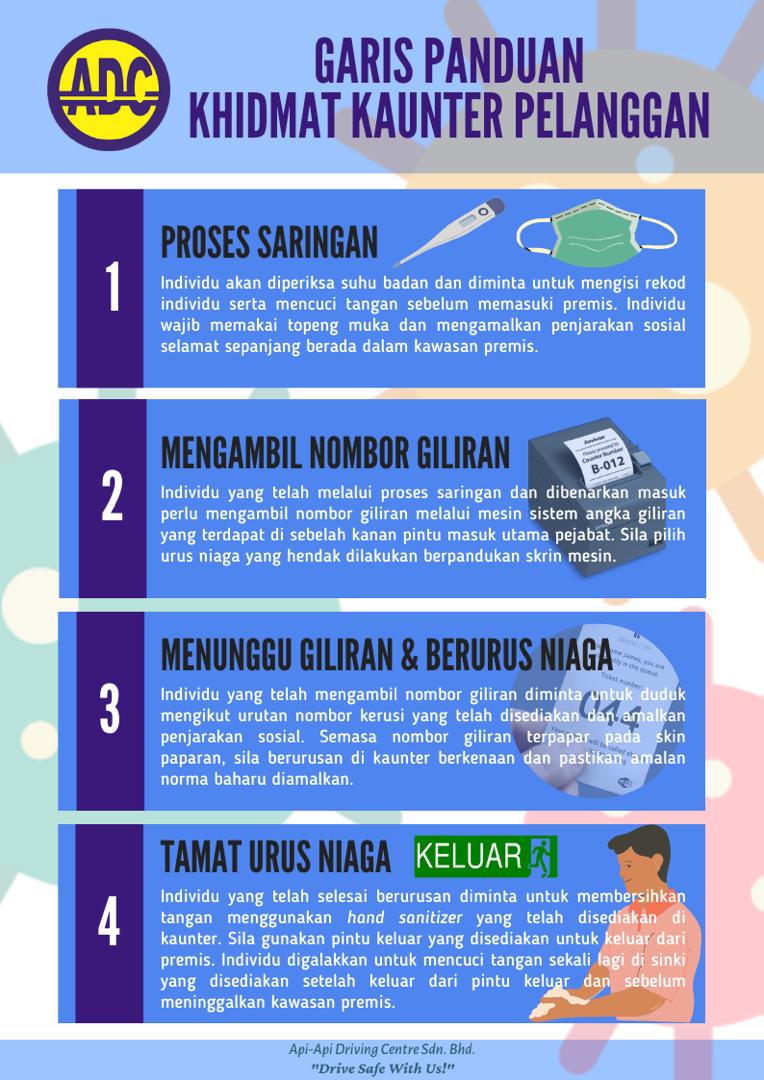 ADC
GARIS PANDUAN
KHIDMAT KAUNTER PELANGGAN
1
PROSES SARINGAN
Individu akan diperiksa suhu badan dan diminta untuk mengisi rekod
individu serta mencuci tangan sebelum memasuki premis. Individu
wajib memakai topeng muka dan mengamalkan penjarakan sosial
selamat sepanjang berada dalam kawasan premis.
2
MENGAMBIL NOMBOR GILIRAN
Please proceed to
Counter Number
B-012
Individu yang telah melalui proses saringan dan dibenarkan masuk
perlu mengambil nombor giliran melalui mesin sistem angka giliran
yang terdapat di sebelah kanan pintu masuk utama pejabat. Sila pilih
urus niaga yang hendak dilakukan berpandukan skrin mesin.
3
MENUNGGU GILIRAN & BERURUS NIAGA
Ticket number:
044
Individu yang telah mengambil nombor giliran diminta untuk duduk
mengikut urutan nombor kerusi yang telah disediakan dan amalkan
penjarakan sosial. Semasa nombor giliran terpapar pada skin
paparan, sila berurusan di kaunter berkenaan dan pastikan amalan
norma baharu diamalkan.
4
TAMAT URUS NIAGA
KELUAR
Individu yang telah selesai berurusan diminta untuk membersihkan
tangan menggunakan hand sanitizer yang telah disediakan di
kaunter. Sila gunakan pintu keluar yang disediakan untuk keluar dari
premis. Individu digalakkan untuk mencuci tangan sekali lagi di sinki
yang disediakan setelah keluar dari pintu keluar dan sebelum
meninggalkan kawasan premis.
Api-Api Driving Centre Sdn. Bhd.
"Drive Safe With Us!"